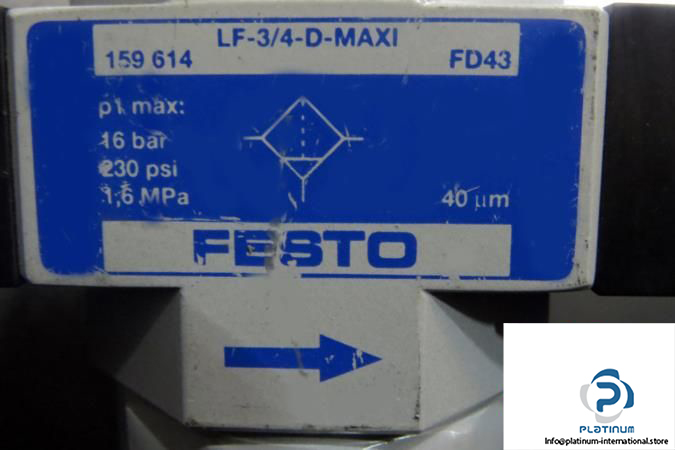 LF-3/4-D-MAXI
159 614 FD43
p1 max:
16 bar
230 psi
1,6 MPa 40 µm
FESTO
PLATINUM
Info@platinum-international.store